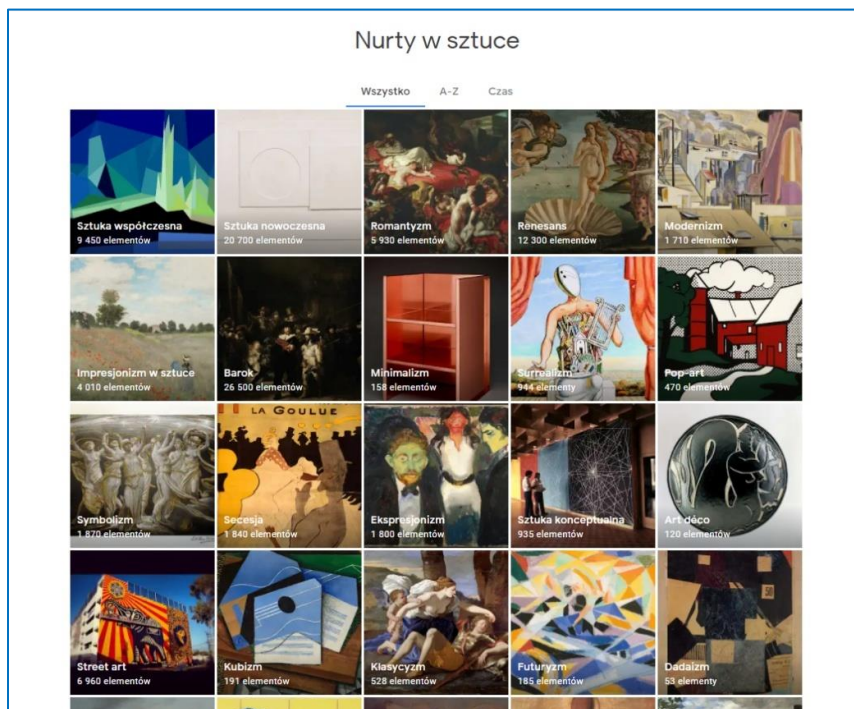 Nurty w sztuce
Wszystko A-Z Czas
Sztuka współczesna
9 450 elementów
Sztuka nowoczesna
20 700 elementów
Romantyzm
5 930 elementów
Renesans
12 300 elementów
Modernizm
1 710 elementów
Impresjonizm w sztuce
4 010 elementów
Barok
26 500 elementów
Minimalizm
158 elementów
Surrealizm
944 elementy
Pop-art
470 elementów
LA GOULUE
Symbolizm
1 870 elementów
Secesja
1 840 elementów
Ekspresjonizm
1 800 elementów
Sztuka konceptualna
935 elementów
Art déco
120 elementów
Street art
6 960 elementów
Kubizm
191 elementów
Klasycyzm
528 elementów
Futuryzm
185 elementów
50
Dadaizm
53 elementy